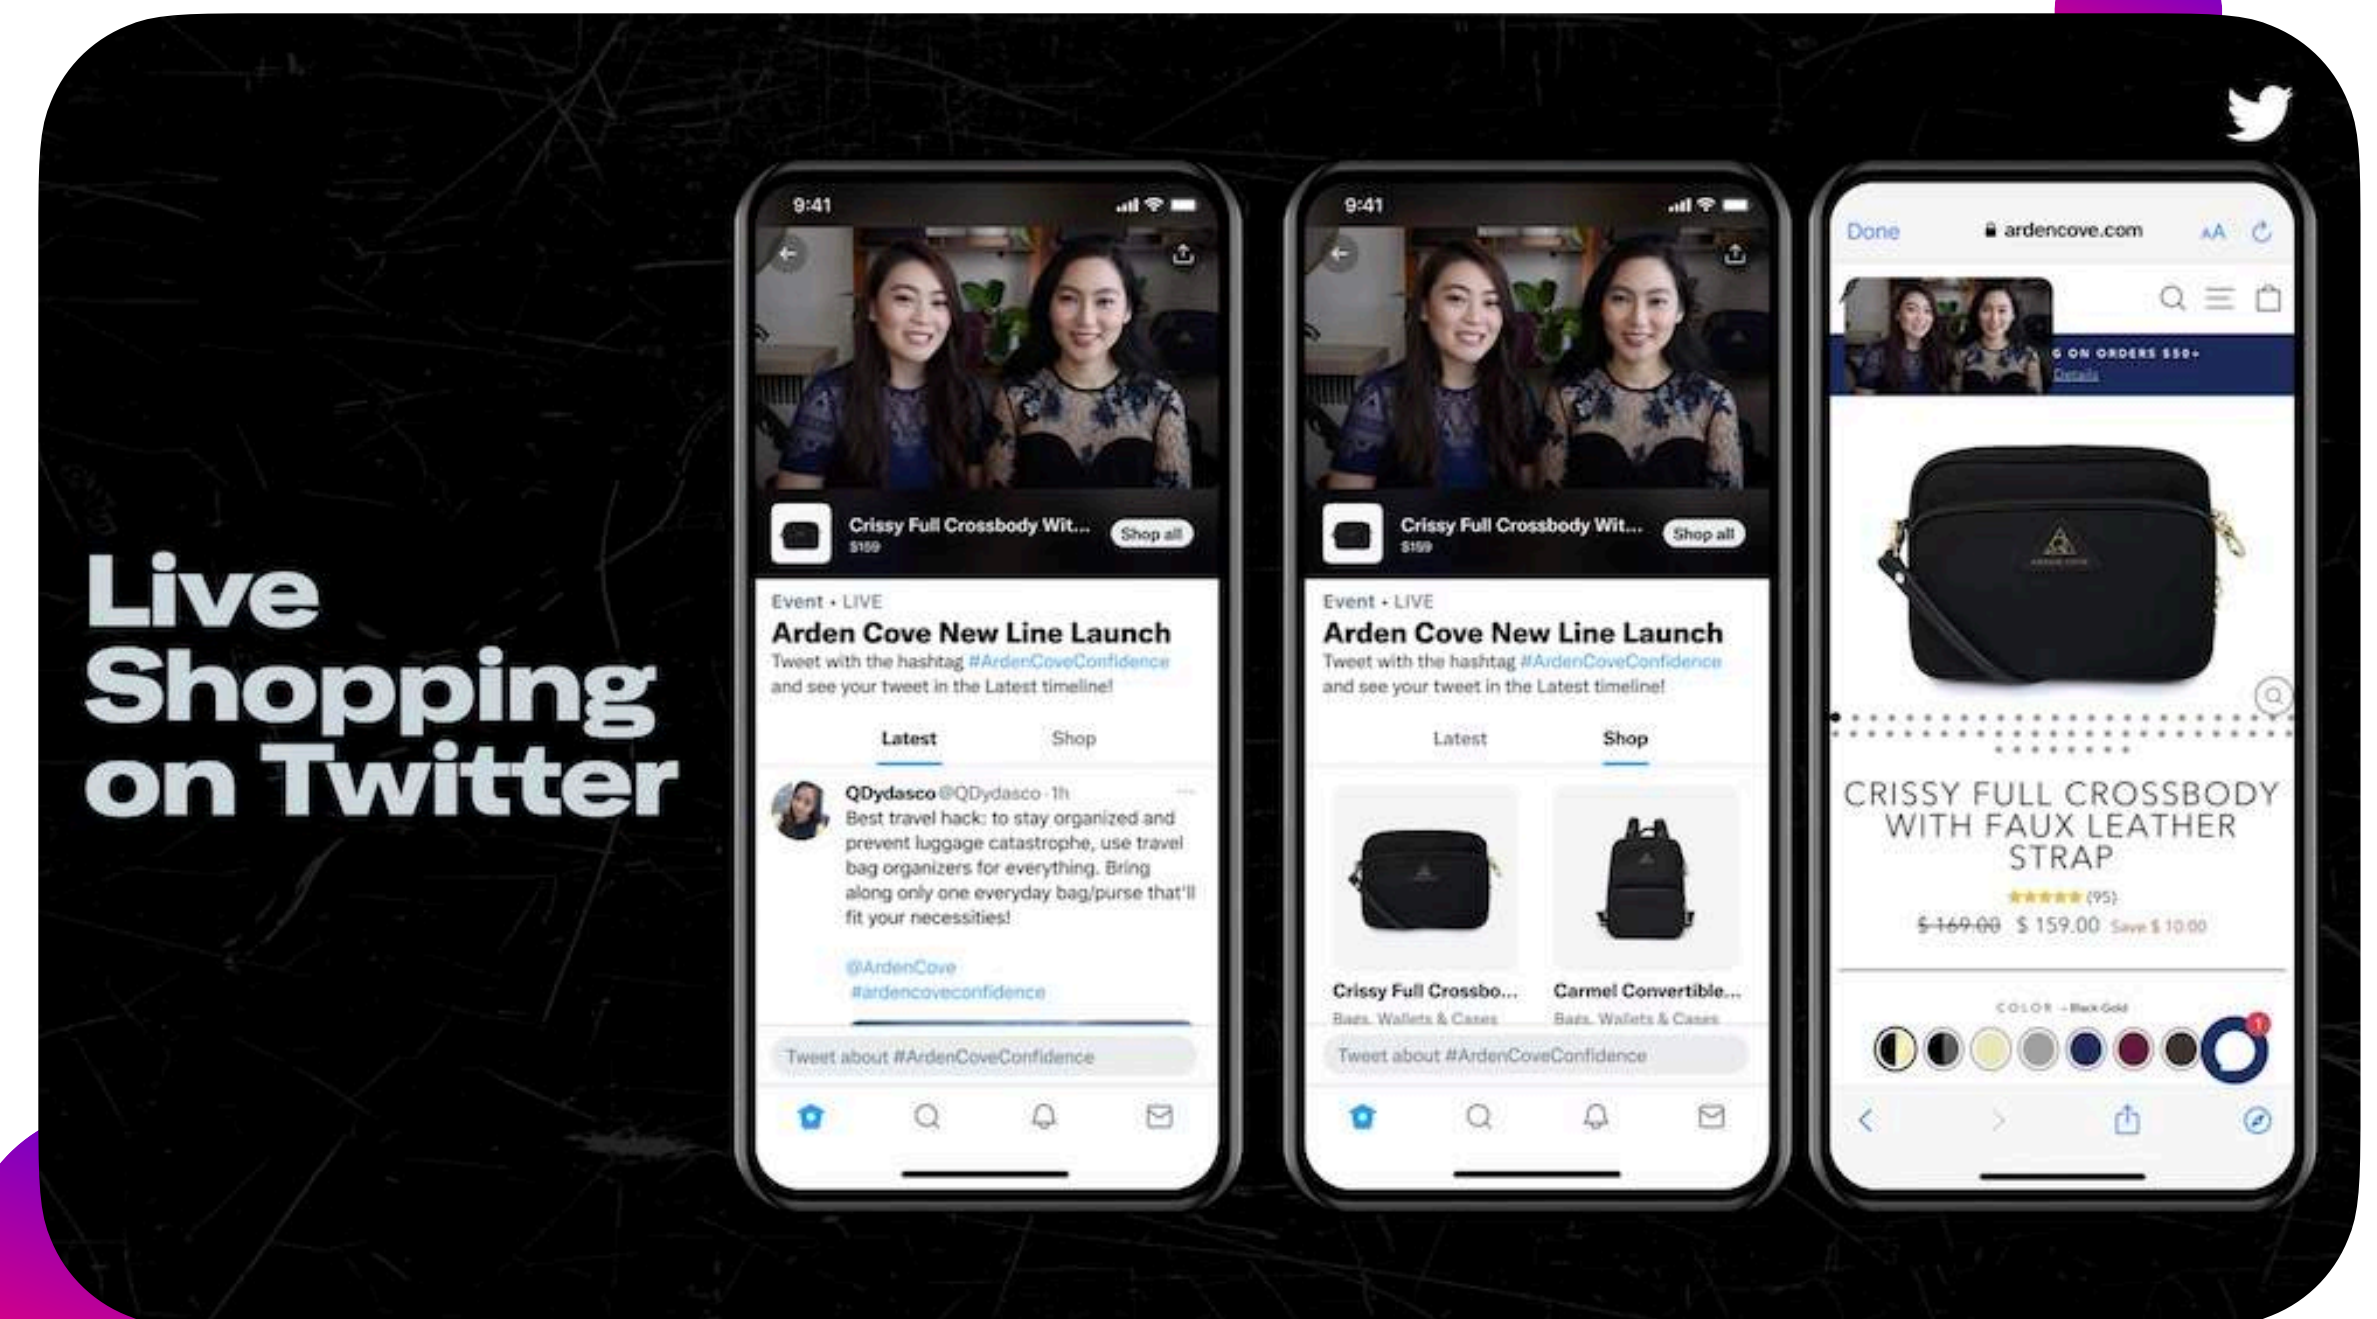 Live
Shopping
on Twitter
9:41
Crissy Full Crossbody Wit...
$159
Shop all
Event • LIVE
Arden Cove New Line Launch
Tweet with the hashtag #ArdenCoveConfidence
and see your tweet in the Latest timeline!
Latest Shop
QDydasco @QDydasco · 1h
Best travel hack: to stay organized and
prevent luggage catastrophe, use travel
bag organizers for everything. Bring
along only one everyday bag/purse that'll
fit your necessities!
@ArdenCove
#ardencoveconfidence
Tweet about #ArdenCoveConfidence
9:41
Crissy Full Crossbody Wit...
$159
Shop all
Event • LIVE
Arden Cove New Line Launch
Tweet with the hashtag #ArdenCoveConfidence
and see your tweet in the Latest timeline!
Latest Shop
Crissy Full Crossbo... Carmel Convertible...
Bags, Wallets & Cases Bags, Wallets & Cases
Tweet about #ArdenCoveConfidence
Done ardencove.com AA
G ON ORDERS $50+
Details
ARDEN COVE
CRISSY FULL CROSSBODY
WITH FAUX LEATHER
STRAP
(95)
$ 169.00 $ 159.00 Save $ 10.00
COLOR - Black Gold
1